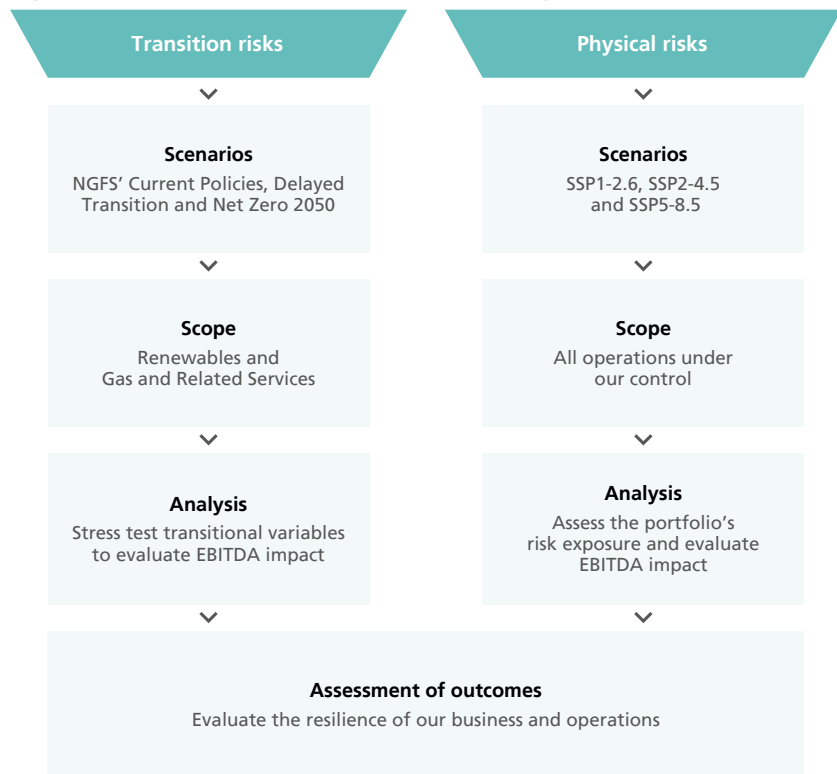 Transition risks
Scenarios
NGFS' Current Policies, Delayed
Transition and Net Zero 2050
Scope
Renewables and
Gas and Related Services
Analysis
Stress test transitional variables
to evaluate EBITDA impact
Physical risks
Scenarios
SSP1-2.6, SSP2-4.5
and SSP5-8.5
Scope
All operations under
our control
Analysis
Assess the portfolio's
risk exposure and evaluate
EBITDA impact
Assessment of outcomes
Evaluate the resilience of our business and operations